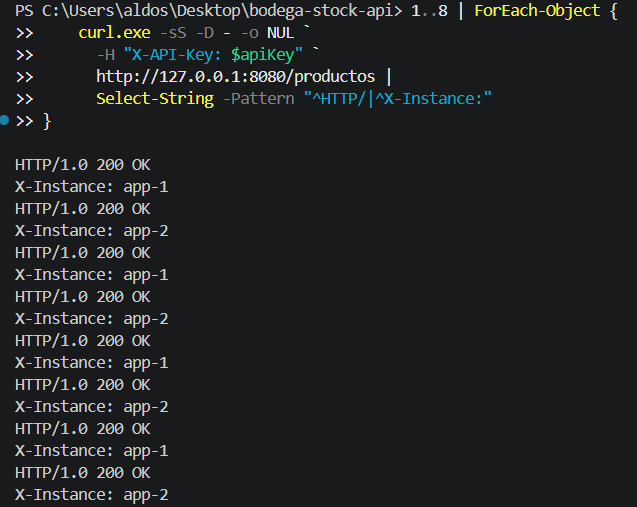 PS C:\Users\aldos\Desktop\bodega-stock-api> 1..8 | ForEach-Object {
>>     curl.exe -sS -D - -o NUL `
>>       -H "X-API-Key: $apiKey" `
>>       http://127.0.0.1:8080/productos |
>>       Select-String -Pattern "^HTTP/|^X-Instance:"
>> }
HTTP/1.0 200 OK
X-Instance: app-1
HTTP/1.0 200 OK
X-Instance: app-2
HTTP/1.0 200 OK
X-Instance: app-1
HTTP/1.0 200 OK
X-Instance: app-2
HTTP/1.0 200 OK
X-Instance: app-1
HTTP/1.0 200 OK
X-Instance: app-2
HTTP/1.0 200 OK
X-Instance: app-1
HTTP/1.0 200 OK
X-Instance: app-2